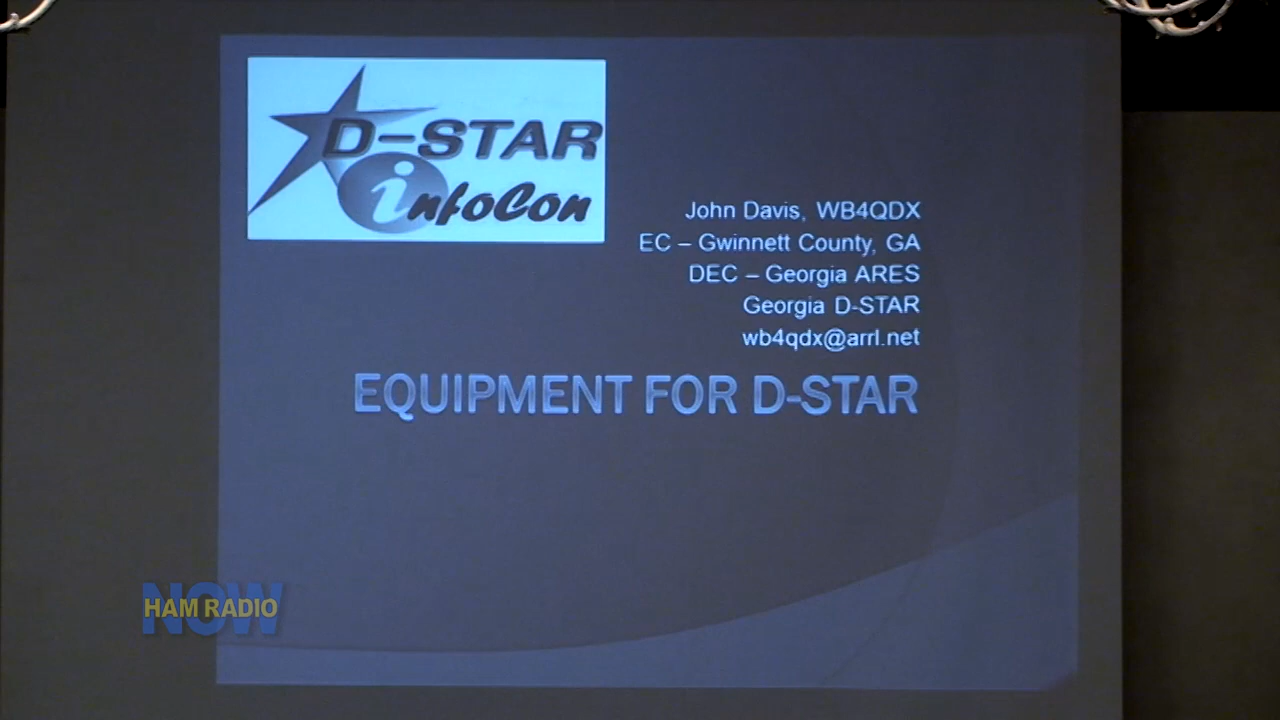 D-STAR
infoCon
John Davis, WB4QDX
EC – Gwinnett County, GA
DEC – Georgia ARES
Georgia D-STAR
wb4qdx@arrl.net
EQUIPMENT FOR D-STAR
NOW
HAM RADIO